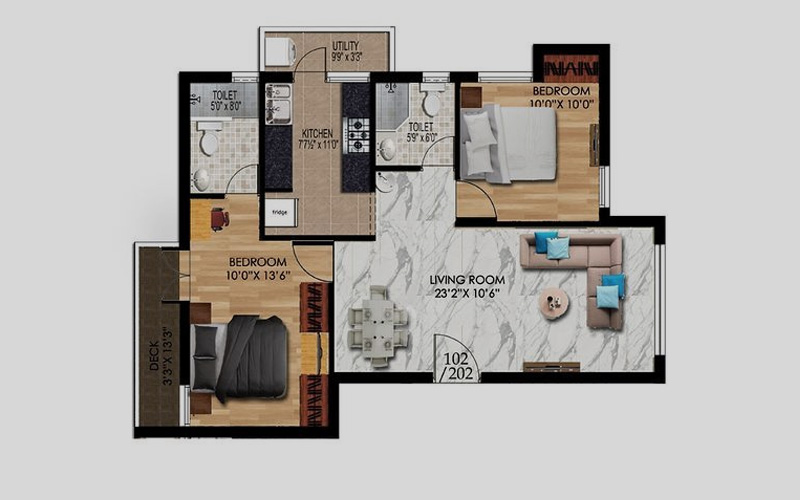 UTILITY
9'9" x 3'3"
TOILET
5'0" x 8'0"
KITCHEN
7'7½" x 11'0"
TOILET
5'9" x 6'0"
BEDROOM
10'0"X 10'0"
fridge
BEDROOM
10'0"X 13'6"
LIVING ROOM
23'2"X 10'6"
DECK
3'3"X 13'3"
102
/202